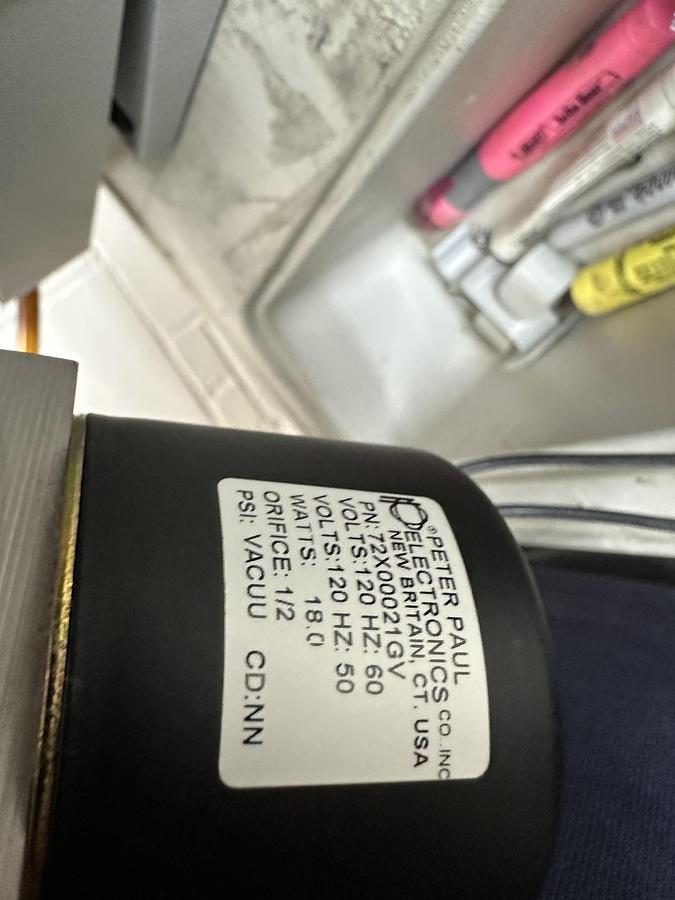 ®PETER PAUL
ELECTRONICS CO.,INC
NEW BRITAIN, CT. USA
PN: 72X00021GV
VOLTS:120 HZ: 60
VOLTS:120 HZ: 50
WATTS: 18.0
ORIFICE: 1/2
PSI: VACUU CD:NN